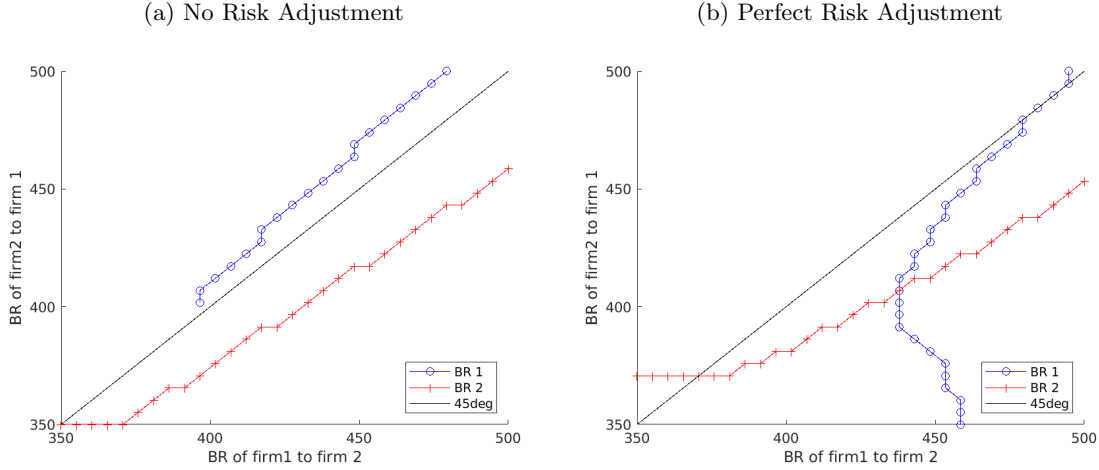 (a) No Risk Adjustment
500
450
400
350
350
400
450
500
BR of firm2 to firm 1
BR of firm1 to firm 2
BR 1
BR 2
45deg
(b) Perfect Risk Adjustment
500
450
400
350
350
400
450
500
BR of firm2 to firm 1
BR of firm1 to firm 2
BR 1
BR 2
45deg